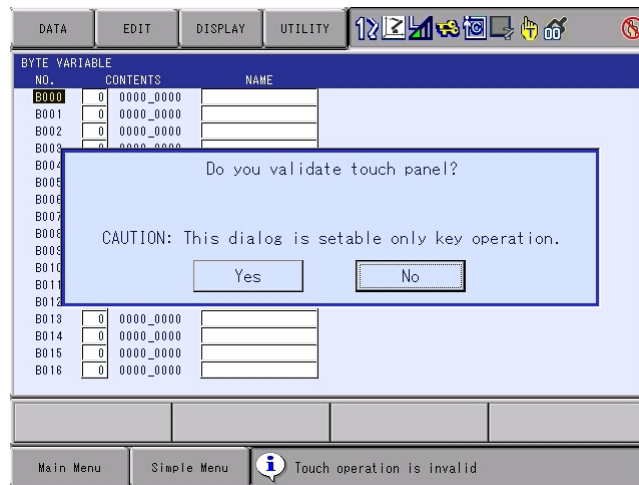 DATA EDIT DISPLAY UTILITY
BYTE VARIABLE
NO. CONTENTS NAME
B000 0 0000_0000
B001 0 0000_0000
B002 0 0000_0000
B003 0 0000_0000
B004 Do you validate touch panel?
B005
B006
B007
B008 CAUTION: This dialog is setable only key operation.
B009
B010 Yes No
B011
B012
B013 0 0000_0000
B014 0 0000_0000
B015 0 0000_0000
B016 0 0000_0000
Main Menu Simple Menu Touch operation is invalid